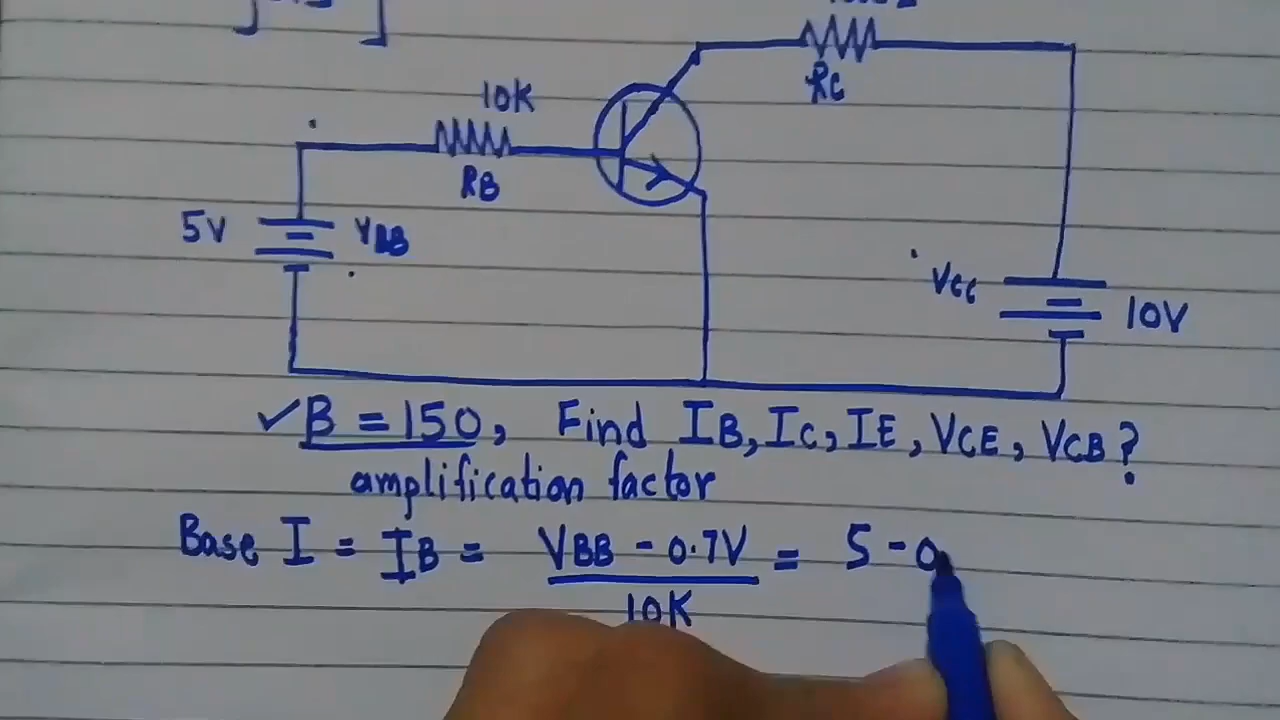 10K
RC
RB
5V VBB
VCC 10V
✓B = 150, Find IB, IC, IE, VCE, VCB?
amplification factor
Base I = IB = VBB - 0.7V = 5 - 0
10K